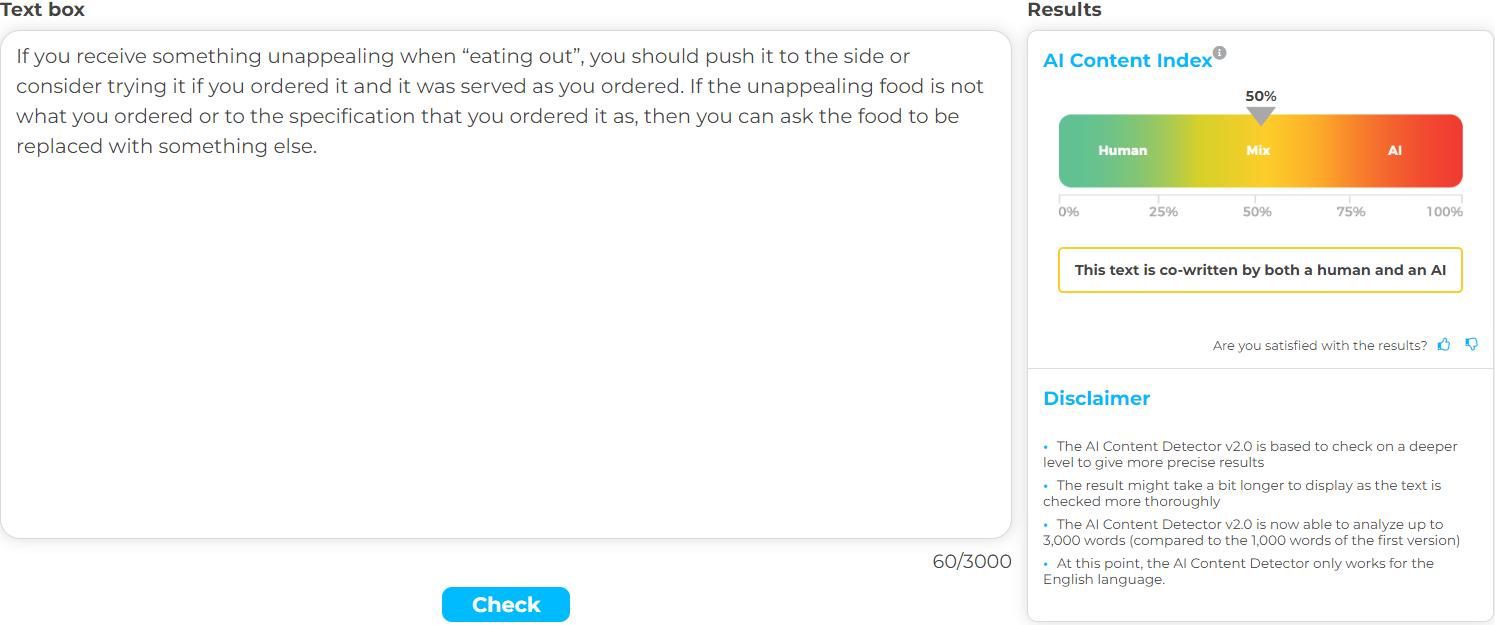 Text box
If you receive something unappealing when “eating out”, you should push it to the side or
consider trying it if you ordered it and it was served as you ordered. If the unappealing food is not
what you ordered or to the specification that you ordered it as, then you can ask the food to be
replaced with something else.
60/3000
Check
Results
AI Content Index
50%
Human Mix AI
0% 25% 50% 75% 100%
This text is co-written by both a human and an AI
Are you satisfied with the results?
Disclaimer
• The AI Content Detector v2.0 is based to check on a deeper
level to give more precise results
• The result might take a bit longer to display as the text is
checked more thoroughly
• The AI Content Detector v2.0 is now able to analyze up to
3,000 words (compared to the 1,000 words of the first version)
• At this point, the AI Content Detector only works for the
English language.